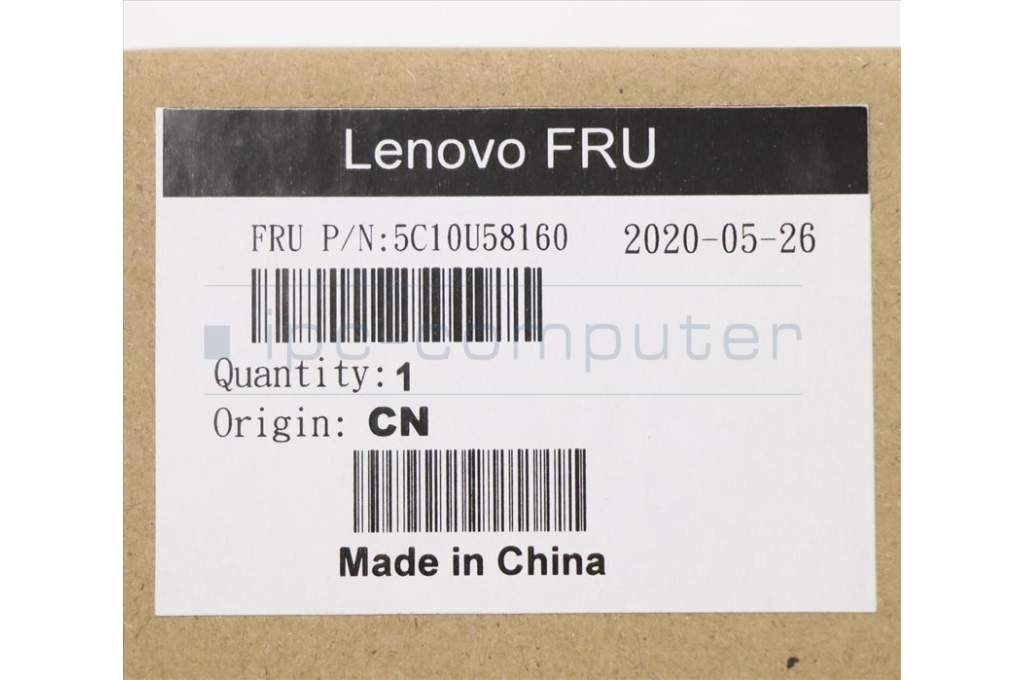 Lenovo FRU
FRU P/N:5C10U58160 2020-05-26
ipc-computer
Quantity:1
Origin: CN
Made in China